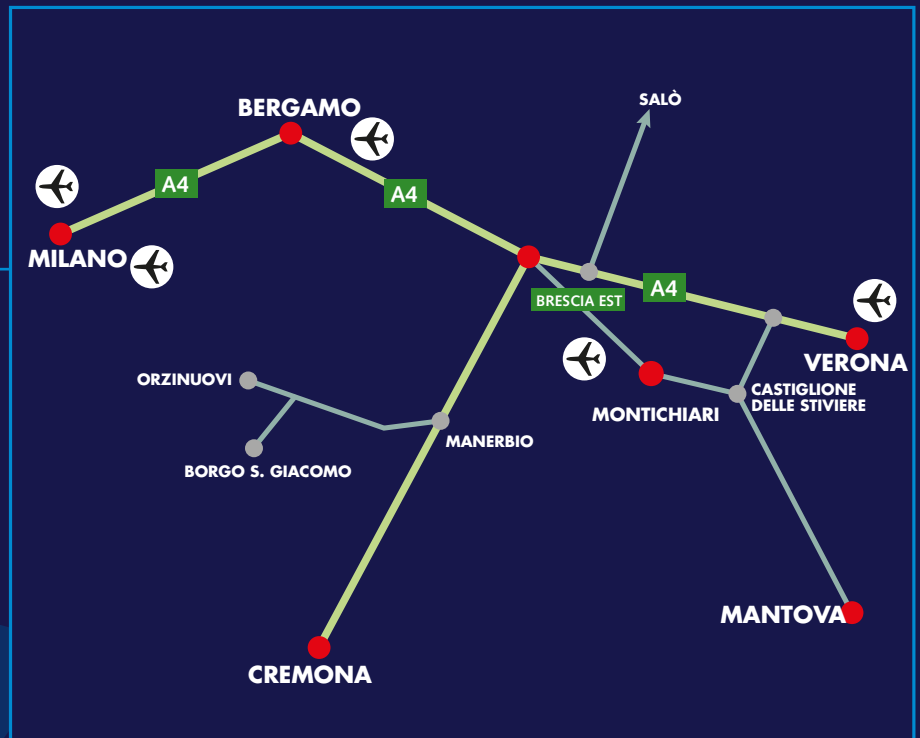 SALÒ
BERGAMO
A4
A4
MILANO
A4
BRESCIA EST
VERONA
ORZINUOVI
CASTIGLIONE
DELLE STIVIERE
MONTICHIARI
MANERBIO
BORGO S. GIACOMO
MANTOVA
CREMONA